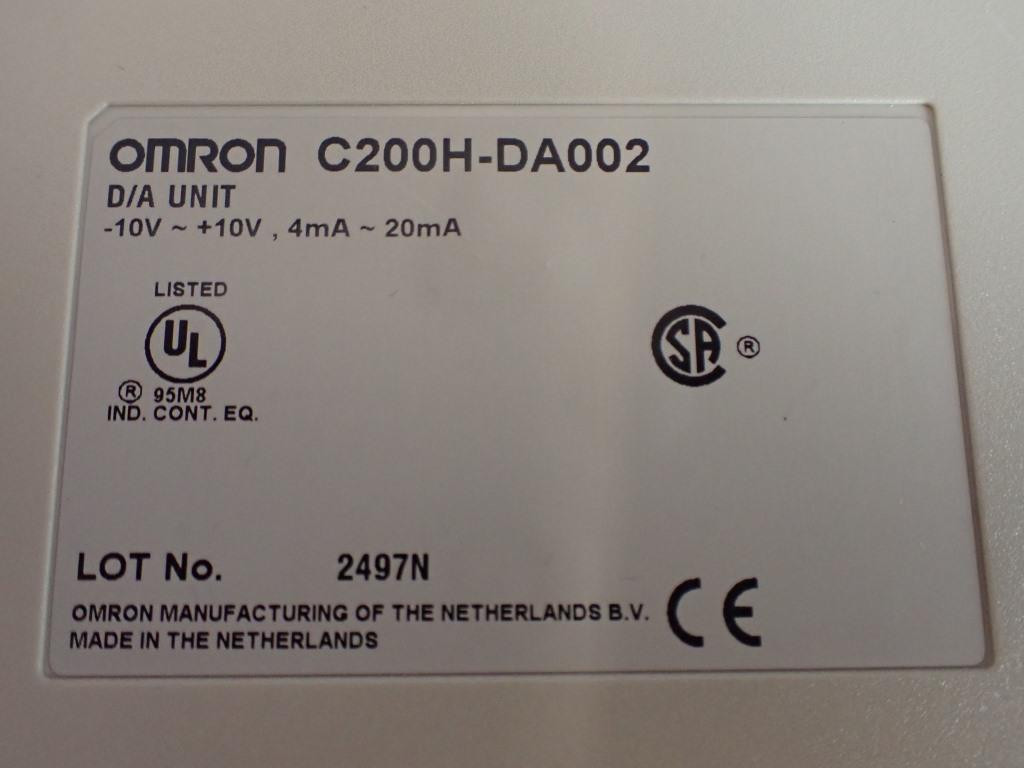 OMRON C200H-DA002
D/A UNIT
-10V ~ +10V , 4mA ~ 20mA
LISTED
UL
® 95M8
IND. CONT. EQ.
SA ®
LOT No. 2497N
OMRON MANUFACTURING OF THE NETHERLANDS B.V.
MADE IN THE NETHERLANDS
CE